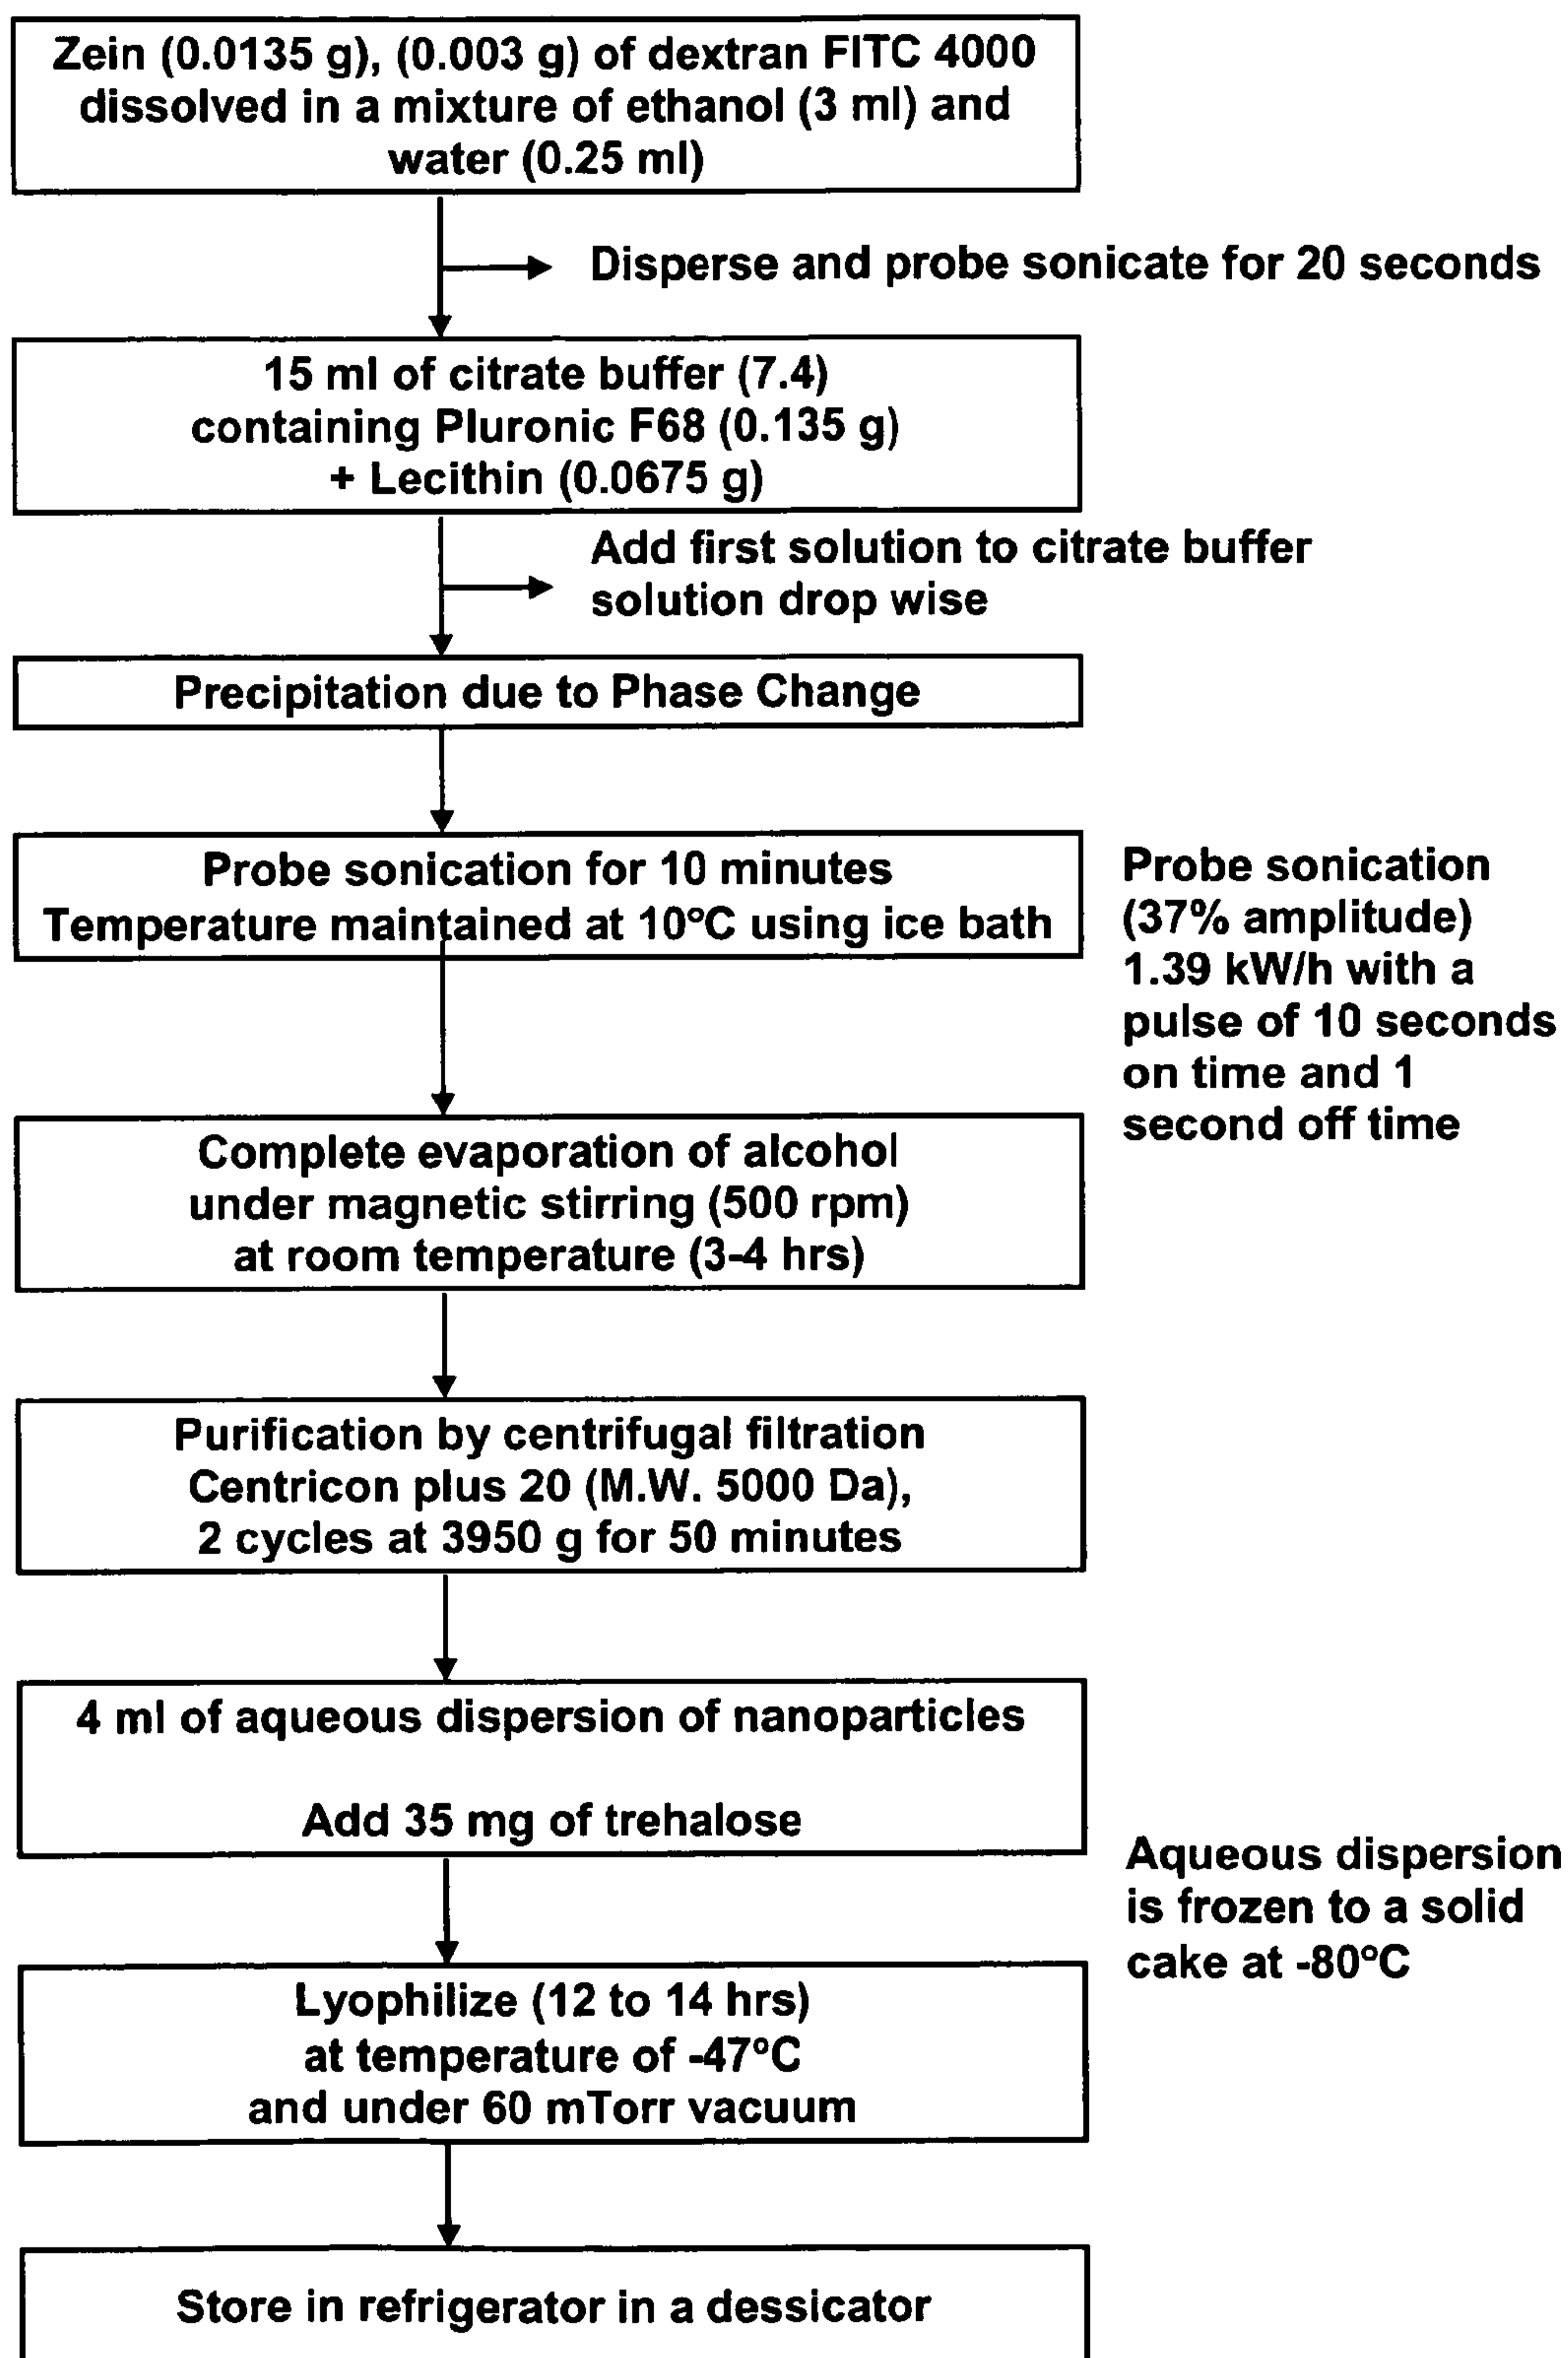 Zein (0.0135 g), (0.003 g) of dextran FITC 4000
dissolved in a mixture of ethanol (3 ml) and
water (0.25 ml)
Disperse and probe sonicate for 20 seconds
15 ml of citrate buffer (7.4)
containing Pluronic F68 (0.135 g)
+ Lecithin (0.0675 g)
Add first solution to citrate buffer
solution drop wise
Precipitation due to Phase Change
Probe sonication for 10 minutes
Temperature maintained at 10°C using ice bath
Probe sonication
(37% amplitude)
1.39 kW/h with a
pulse of 10 seconds
on time and 1
second off time
Complete evaporation of alcohol
under magnetic stirring (500 rpm)
at room temperature (3-4 hrs)
Purification by centrifugal filtration
Centricon plus 20 (M.W. 5000 Da),
2 cycles at 3950 g for 50 minutes
4 ml of aqueous dispersion of nanoparticles
Add 35 mg of trehalose
Aqueous dispersion
is frozen to a solid
cake at -80°C
Lyophilize (12 to 14 hrs)
at temperature of -47°C
and under 60 mTorr vacuum
Store in refrigerator in a dessicator